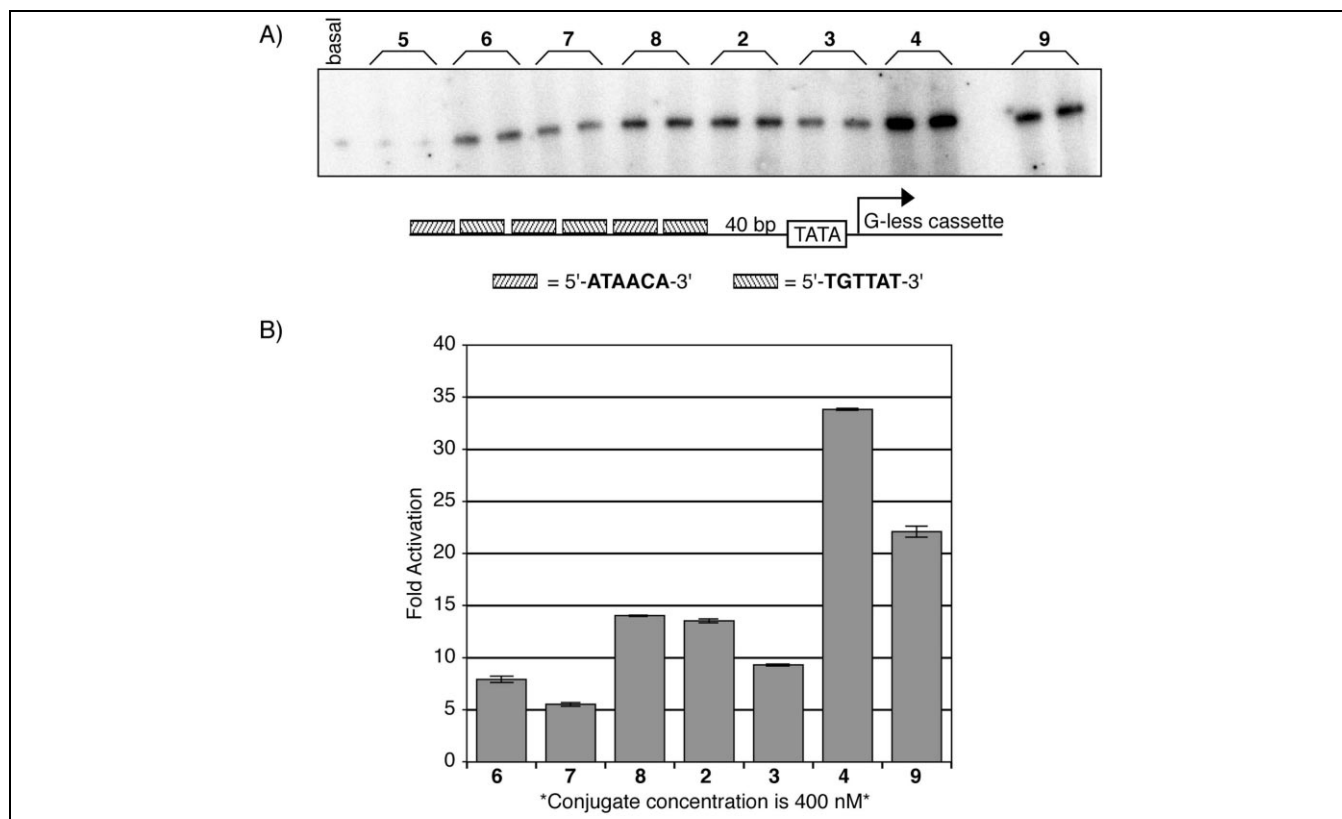 A)
basal
5 6 7 8 2 3 4 9
40 bp
TATA
G-less cassette
= 5'-ATAACA-3' = 5'-TGTTAT-3'
B)
Fold Activation
40
35
30
25
20
15
10
5
0
6 7 8 2 3 4 9
*Conjugate concentration is 400 nM*